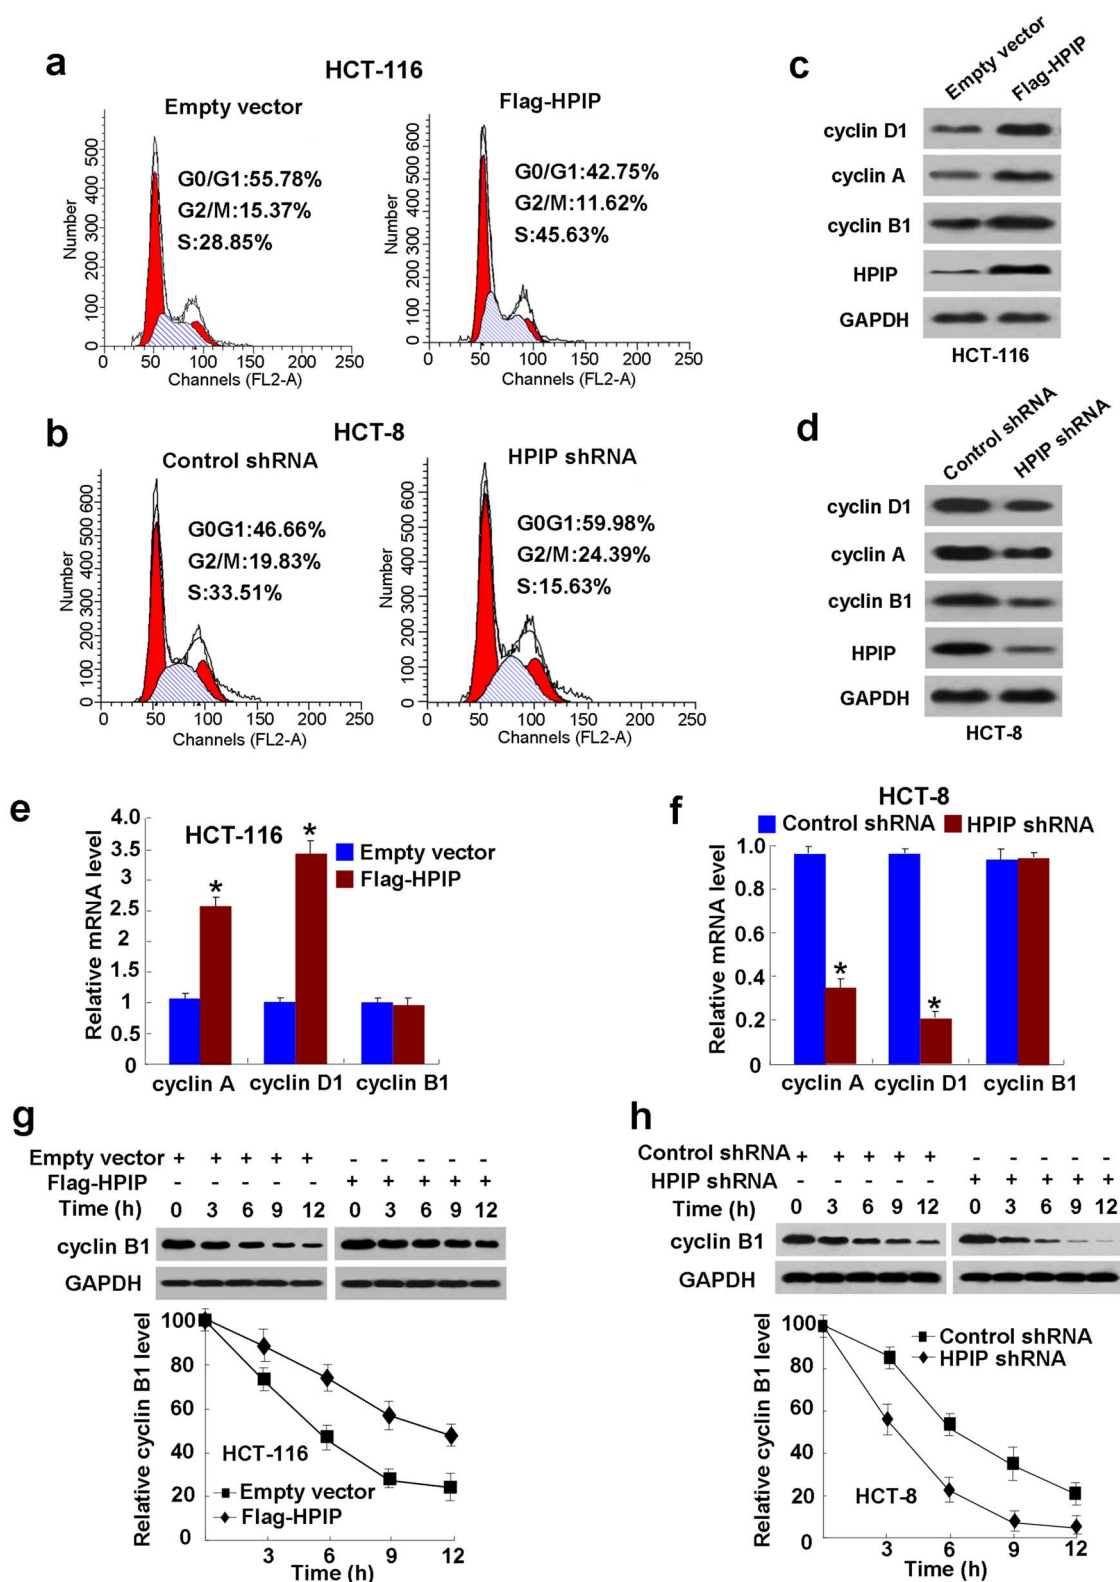 a
HCT-116
Empty vector
Flag-HPIP
Number
0 100 200 300 400 500
G0/G1:55.78%
G2/M:15.37%
S:28.85%
0 50 100 150 200 250
Channels (FL2-A)
Number
0 100 200 300 400 500 600
G0/G1:42.75%
G2/M:11.62%
S:45.63%
0 50 100 150 200 250
Channels (FL2-A)
c
Empty vector
Flag-HPIP
cyclin D1
cyclin A
cyclin B1
HPIP
GAPDH
HCT-116
b
HCT-8
Control shRNA
HPIP shRNA
Number
0 100 200 300 400 500 600
G0G1:46.66%
G2/M:19.83%
S:33.51%
0 50 100 150 200 250
Channels (FL2-A)
Number
0 100 200 300 400 500 600
G0G1:59.98%
G2/M:24.39%
S:15.63%
0 50 100 150 200 250
Channels (FL2-A)
d
Control shRNA
HPIP shRNA
cyclin D1
cyclin A
cyclin B1
HPIP
GAPDH
HCT-8
e
HCT-116
Empty vector
Flag-HPIP
Relative mRNA level
4.0
3.5
3
2.5
2
1.5
1
0.5
0
* *
cyclin A cyclin D1 cyclin B1
f
HCT-8
Control shRNA HPIP shRNA
Relative mRNA level
1.0
0.8
0.6
0.4
0.2
0
* *
cyclin A cyclin D1 cyclin B1
g
Empty vector + + + + + - - - - -
Flag-HPIP - - - - - + + + + +
Time (h) 0 3 6 9 12 0 3 6 9 12
cyclin B1
GAPDH
Relative cyclin B1 level
100
80
60
40
20
0
HCT-116
Empty vector
Flag-HPIP
3 6 9 12
Time (h)
h
Control shRNA + + + + + - - - - -
HPIP shRNA - - - - - + + + + +
Time (h) 0 3 6 9 12 0 3 6 9 12
cyclin B1
GAPDH
Relative cyclin B1 level
100
80
60
40
20
0
Control shRNA
HPIP shRNA
HCT-8
3 6 9 12
Time (h)